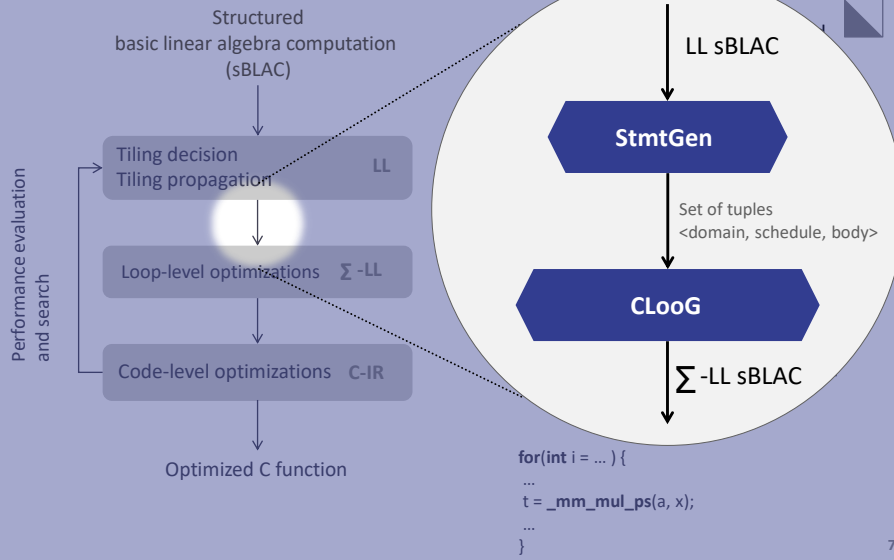 Structured
basic linear algebra computation
(sBLAC)
Tiling decision
Tiling propagation
LL
Loop-level optimizations
∑ -LL
Code-level optimizations
C-IR
Optimized C function
Performance evaluation
and search
LL sBLAC
StmtGen
Set of tuples
<domain, schedule, body>
CLooG
∑ -LL sBLAC
for(int i = ... ) {
...
t = _mm_mul_ps(a, x);
...
}
7